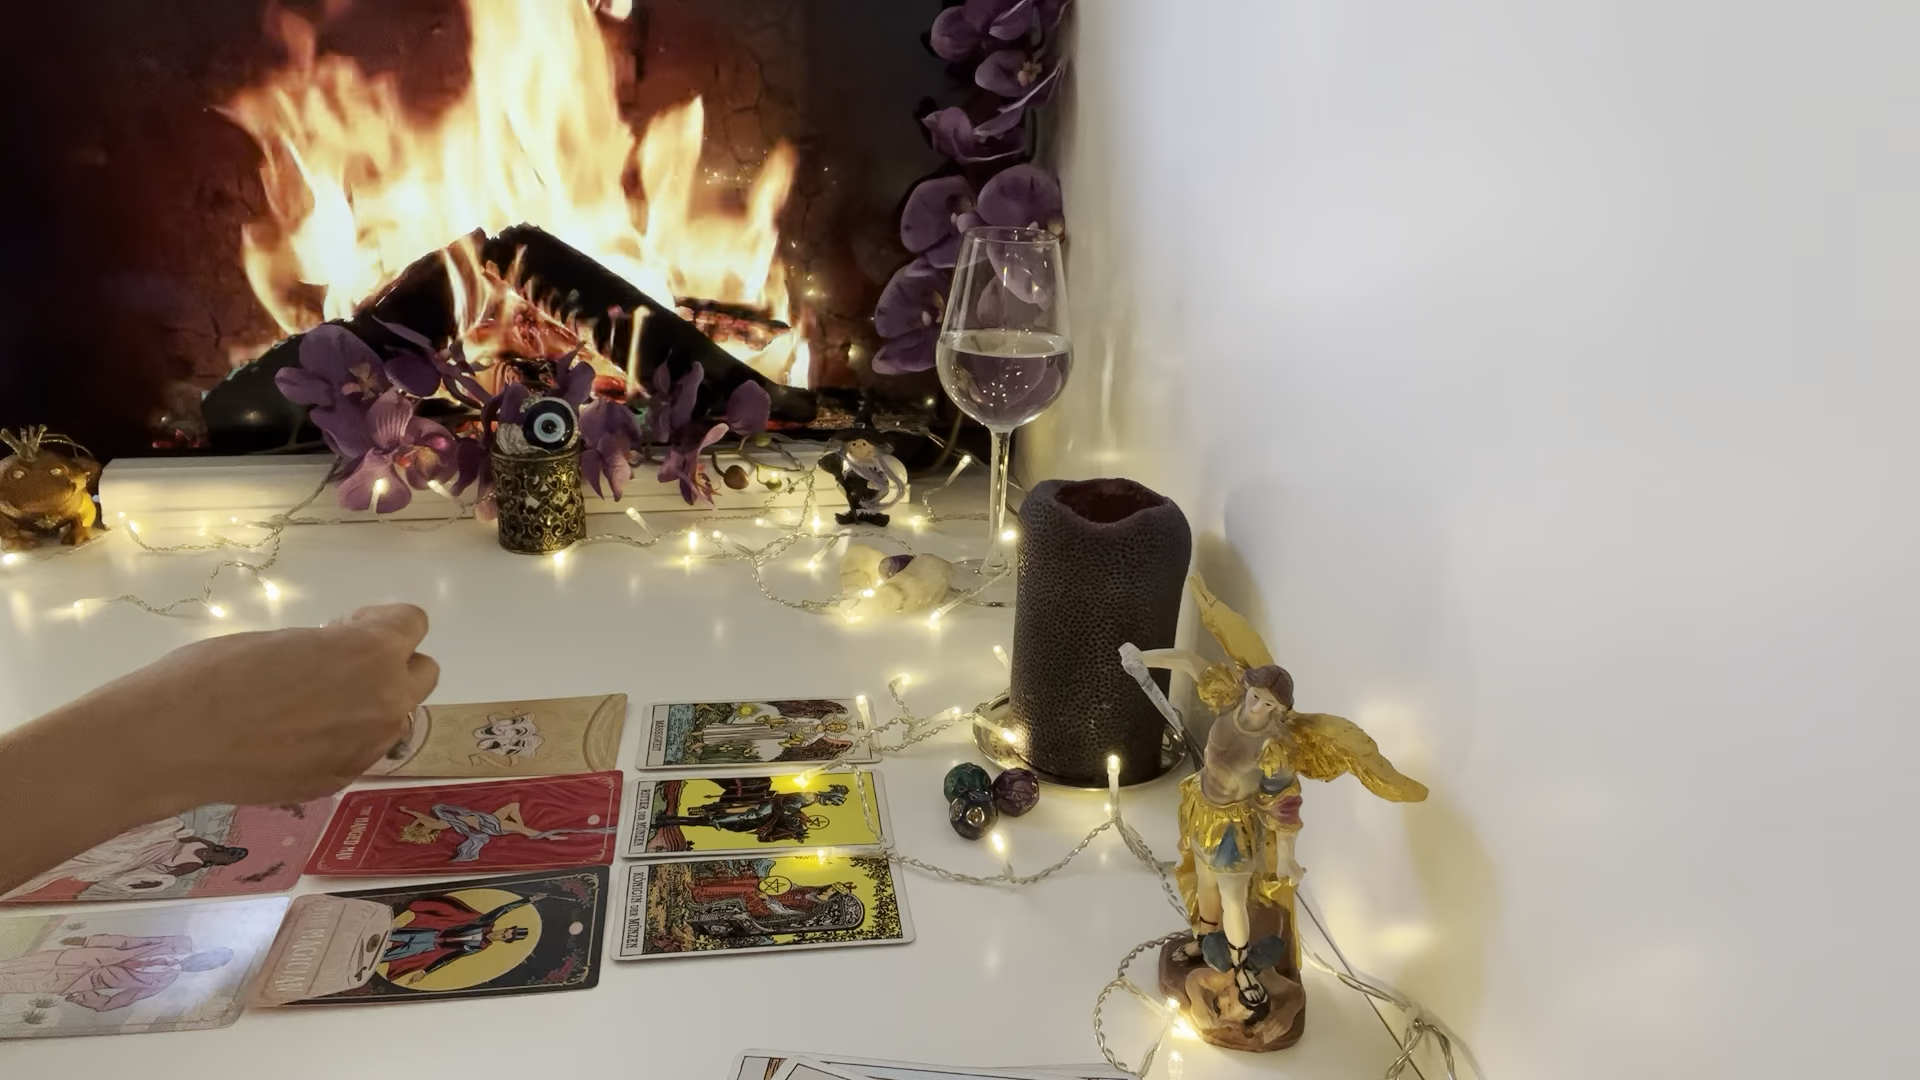 MÄSSIGKEIT
RITTER DER MÜNZEN
THE HANGED MAN
KÖNIGIN DER MÜNZEN
THE MAGICIAN